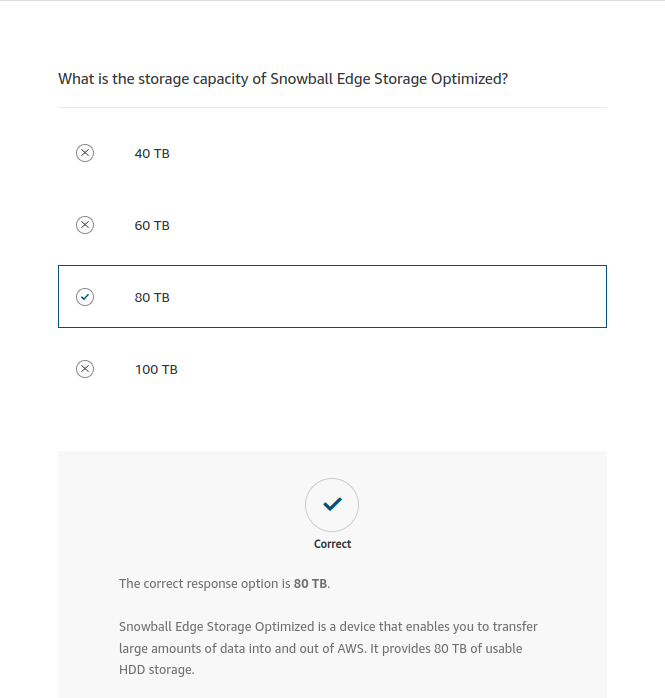 What is the storage capacity of Snowball Edge Storage Optimized?
40 TB
60 TB
80 TB
100 TB
Correct
The correct response option is 80 TB.
Snowball Edge Storage Optimized is a device that enables you to transfer
large amounts of data into and out of AWS. It provides 80 TB of usable
HDD storage.